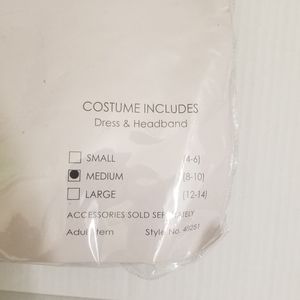 COSTUME INCLUDES
Dress & Headband
SMALL (4-6)
MEDIUM (8-10)
LARGE (12-14)
ACCESSORIES SOLD SEPARATELY
Style No.